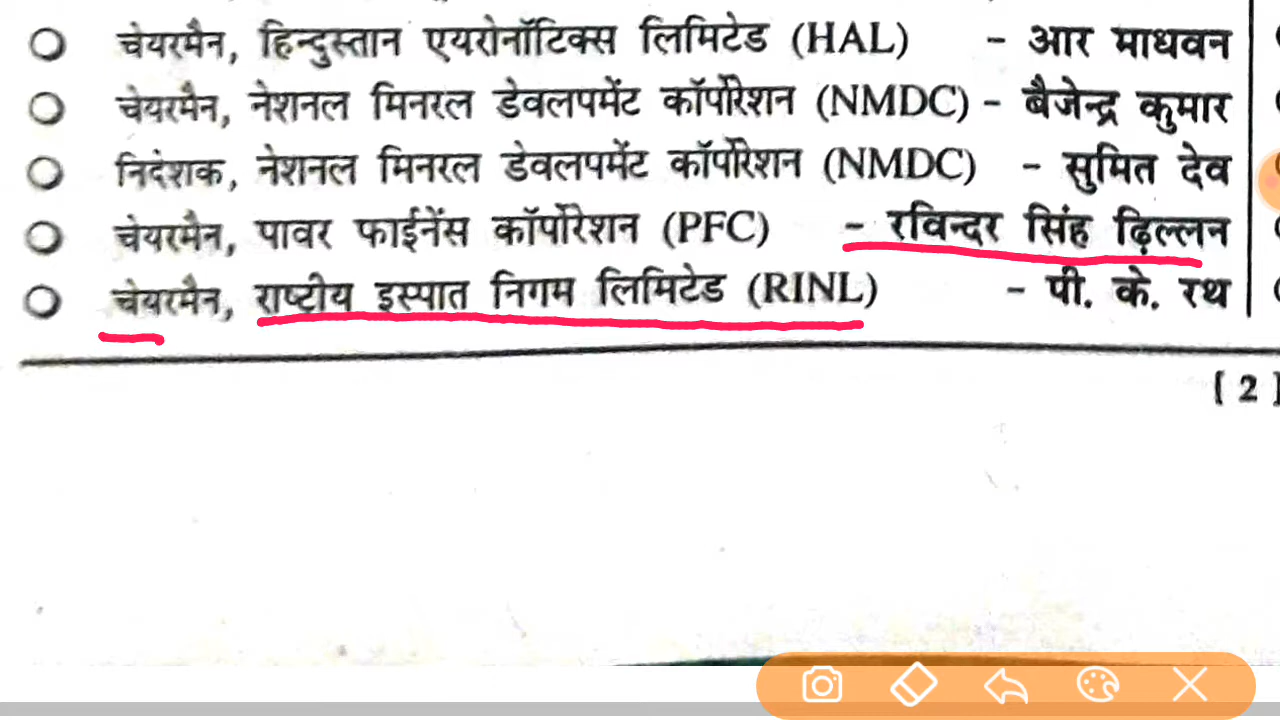 चेयरमैन, हिन्दुस्तान एयरोनॉटिक्स लिमिटेड (HAL) - आर माधवन
चेयरमैन, नेशनल मिनरल डेवलपमेंट कॉर्पोरेशन (NMDC) - बैजेन्द्र कुमार
निदेशक, नेशनल मिनरल डेवलपमेंट कॉर्पोरेशन (NMDC) - सुमित देव
चेयरमैन, पावर फाईनेंस कॉर्पोरेशन (PFC) - रविन्दर सिंह ढ़िल्लन
चेयरमैन, राष्टीय इस्पात निगम लिमिटेड (RINL) - पी. के. रथ
[ 2 ]